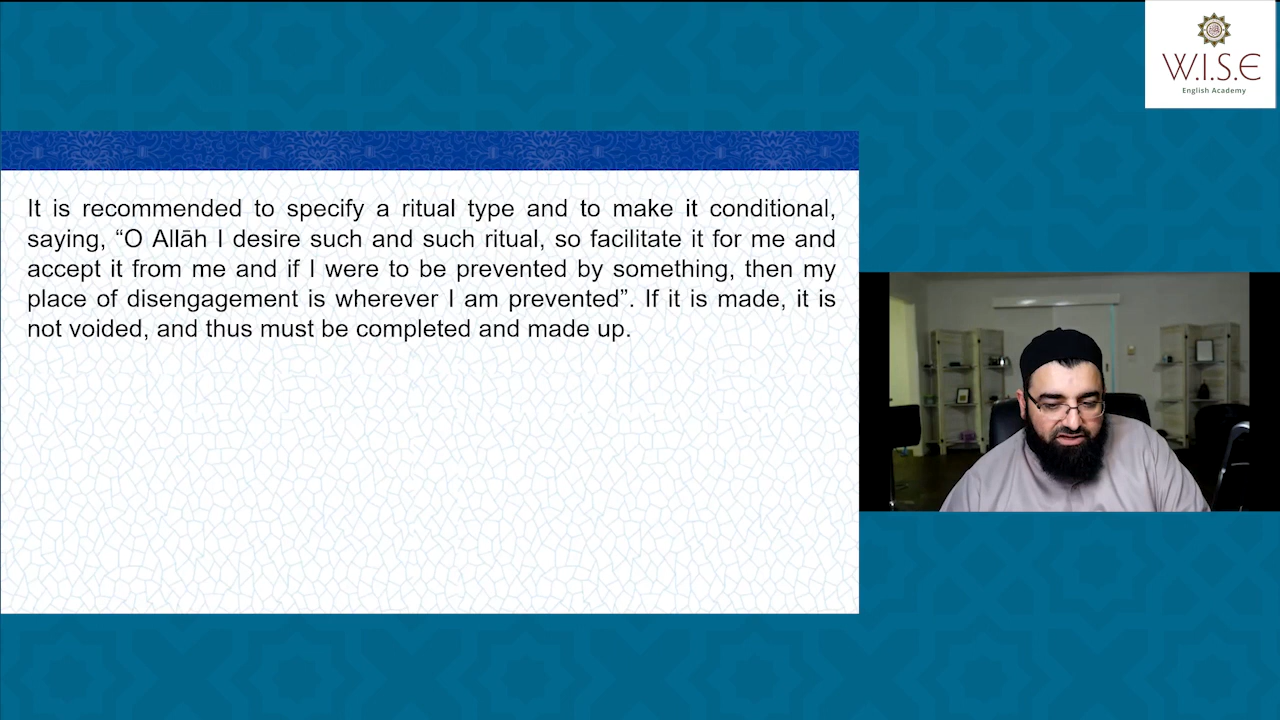 W.I.S.E
English Academy
It is recommended to specify a ritual type and to make it conditional,
saying, “O Allāh I desire such and such ritual, so facilitate it for me and
accept it from me and if I were to be prevented by something, then my
place of disengagement is wherever I am prevented”. If it is made, it is
not voided, and thus must be completed and made up.